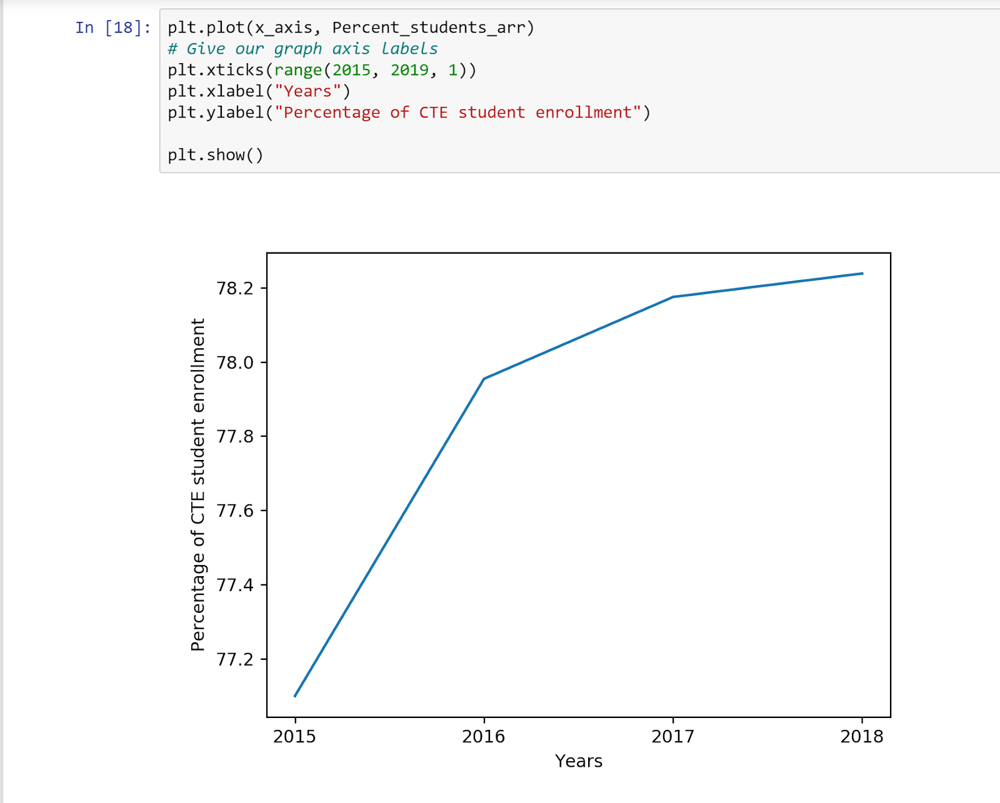 In [18]:
plt.plot(x_axis, Percent_students_arr)
# Give our graph axis labels
plt.xticks(range(2015, 2019, 1))
plt.xlabel("Years")
plt.ylabel("Percentage of CTE student enrollment")
plt.show()
Percentage of CTE student enrollment
78.2
78.0
77.8
77.6
77.4
77.2
2015 2016 2017 2018
Years